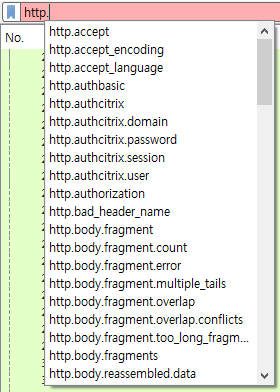 http.
No.
http.accept
http.accept_encoding
http.accept_language
http.authbasic
http.authcitrix
http.authcitrix.domain
http.authcitrix.password
http.authcitrix.session
http.authcitrix.user
http.authorization
http.bad_header_name
http.body.fragment
http.body.fragment.count
http.body.fragment.error
http.body.fragment.multiple_tails
http.body.fragment.overlap
http.body.fragment.overlap.conflicts
http.body.fragment.too_long_fragm...
http.body.fragments
http.body.reassembled.data